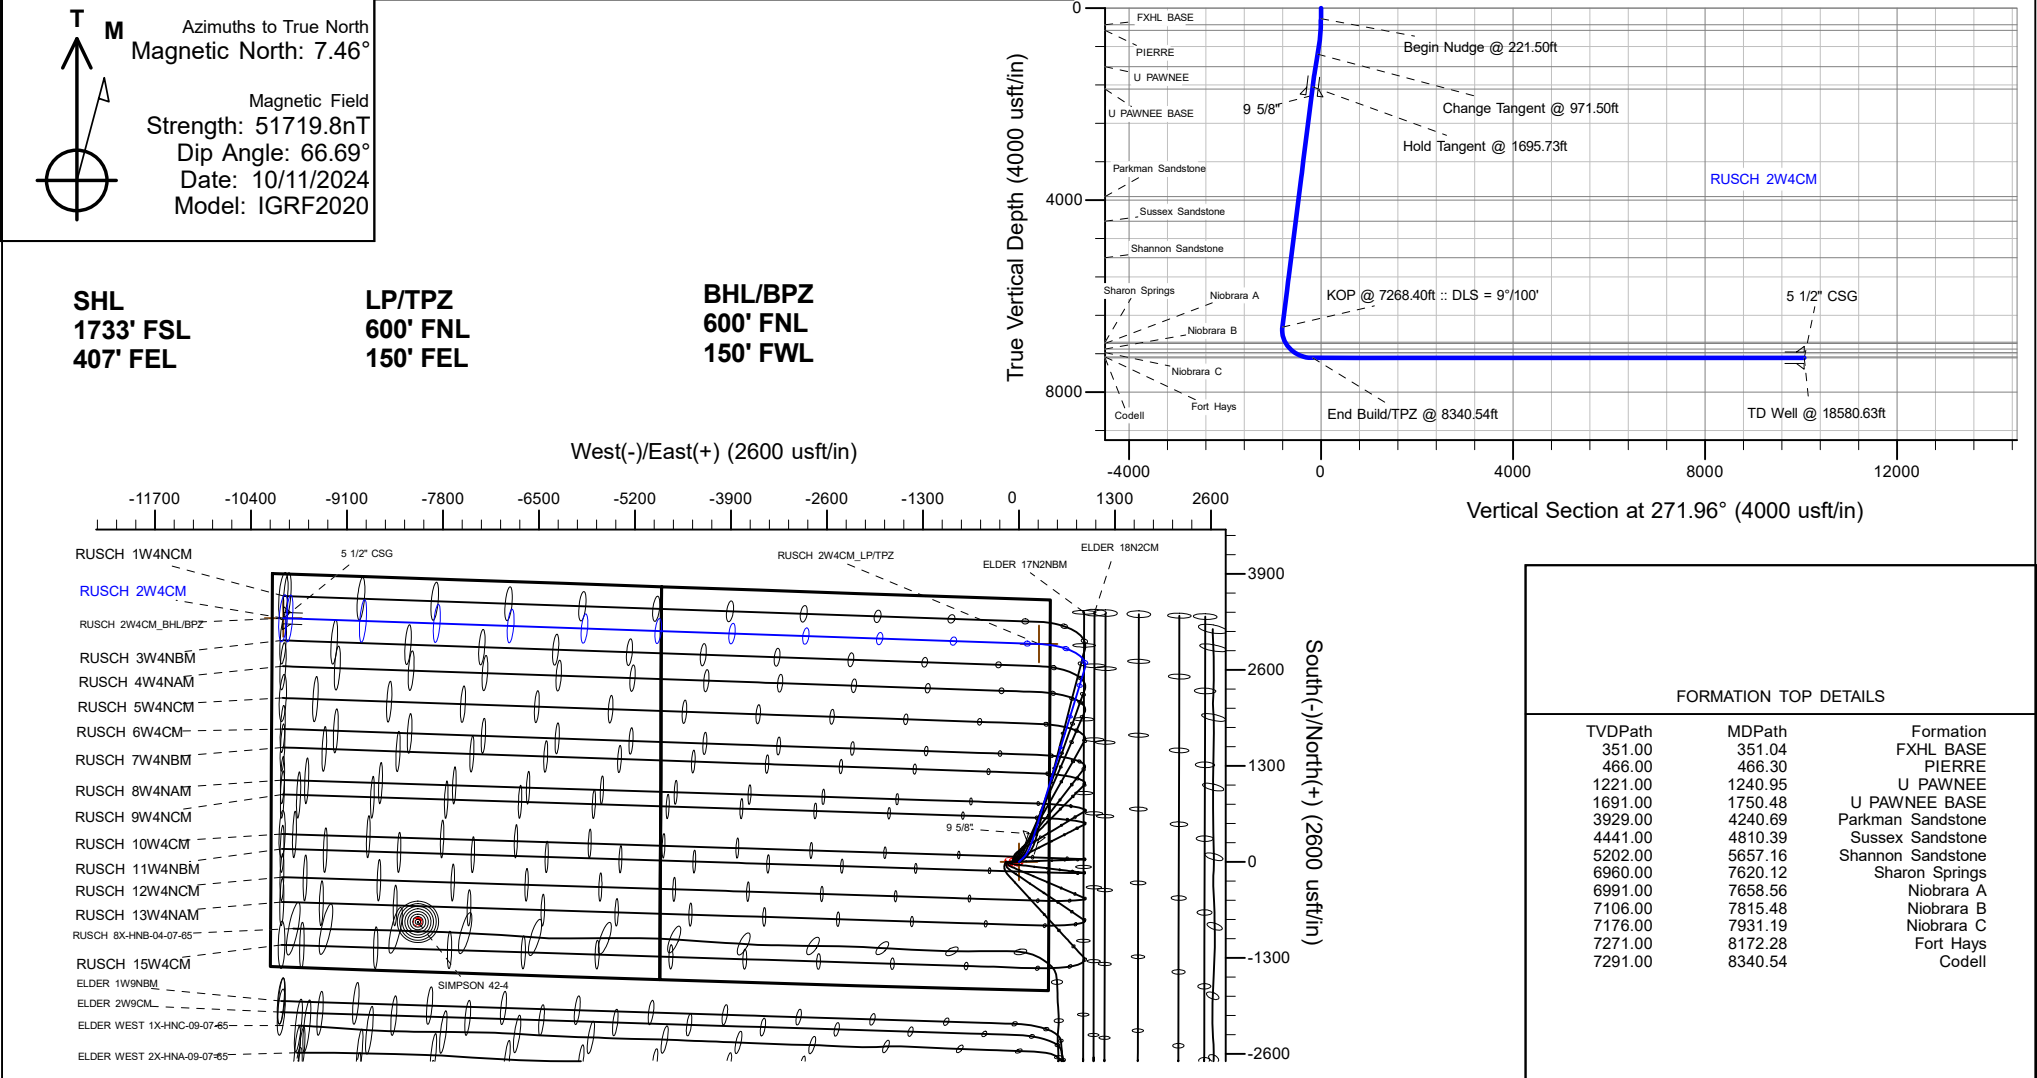 T
M
Azimuths to True North
Magnetic North: 7.46°
Magnetic Field
Strength: 51719.8nT
Dip Angle: 66.69°
Date: 10/11/2024
Model: IGRF2020
SHL
1733' FSL
407' FEL
LP/TPZ
600' FNL
150' FEL
BHL/BPZ
600' FNL
150' FWL
True Vertical Depth (4000 usft/in)
0
4000
8000
FXHL BASE
PIERRE
U PAWNEE
U PAWNEE BASE
Parkman Sandstone
Sussex Sandstone
Shannon Sandstone
Sharon Springs
Niobrara A
Niobrara B
Niobrara C
Fort Hays
Codell
Begin Nudge @ 221.50ft
Change Tangent @ 971.50ft
9 5/8"
Hold Tangent @ 1695.73ft
RUSCH 2W4CM
KOP @ 7268.40ft :: DLS = 9°/100'
5 1/2" CSG
End Build/TPZ @ 8340.54ft
TD Well @ 18580.63ft
-4000 0 4000 8000 12000
Vertical Section at 271.96° (4000 usft/in)
West(-)/East(+) (2600 usft/in)
-11700 -10400 -9100 -7800 -6500 -5200 -3900 -2600 -1300 0 1300 2600
RUSCH 1W4NCM
5 1/2" CSG
RUSCH 2W4CM_LP/TPZ
ELDER 17N2NBM
ELDER 18N2CM
RUSCH 2W4CM
RUSCH 2W4CM_BHL/BPZ
RUSCH 3W4NBM
RUSCH 4W4NAM
RUSCH 5W4NCM
RUSCH 6W4CM
RUSCH 7W4NBM
RUSCH 8W4NAM
RUSCH 9W4NCM
9 5/8"
RUSCH 10W4CM
RUSCH 11W4NBM
RUSCH 12W4NCM
RUSCH 13W4NAM
RUSCH 8X-HNB-04-07-65
RUSCH 15W4CM
ELDER 1W9NBM
SIMPSON 42-4
ELDER 2W9CM
ELDER WEST 1X-HNC-09-07-65
ELDER WEST 2X-HNA-09-07-65
3900
2600
1300
0
-1300
-2600
South(-)/North(+) (2600 usft/in)
FORMATION TOP DETAILS
TVDPath MDPath Formation
351.00 351.04 FXHL BASE
466.00 466.30 PIERRE
1221.00 1240.95 U PAWNEE
1691.00 1750.48 U PAWNEE BASE
3929.00 4240.69 Parkman Sandstone
4441.00 4810.39 Sussex Sandstone
5202.00 5657.16 Shannon Sandstone
6960.00 7620.12 Sharon Springs
6991.00 7658.56 Niobrara A
7106.00 7815.48 Niobrara B
7176.00 7931.19 Niobrara C
7271.00 8172.28 Fort Hays
7291.00 8340.54 Codell